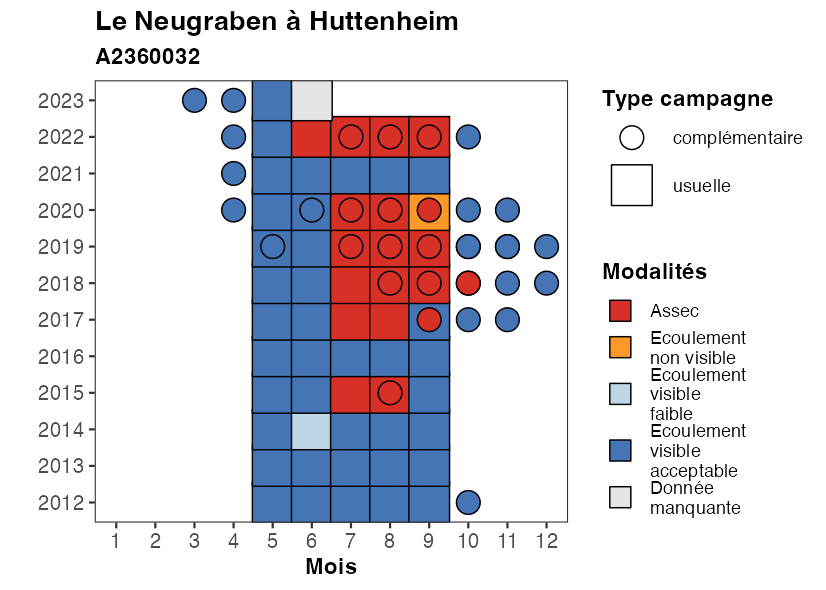 Le Neugraben à Huttenheim
A2360032
2023
2022
2021
2020
2019
2018
2017
2016
2015
2014
2013
2012
1 2 3 4 5 6 7 8 9 10 11 12
Mois
Type campagne
complémentaire
usuelle
Modalités
Assec
Ecoulement
non visible
Ecoulement
visible
faible
Ecoulement
visible
acceptable
Donnée
manquante